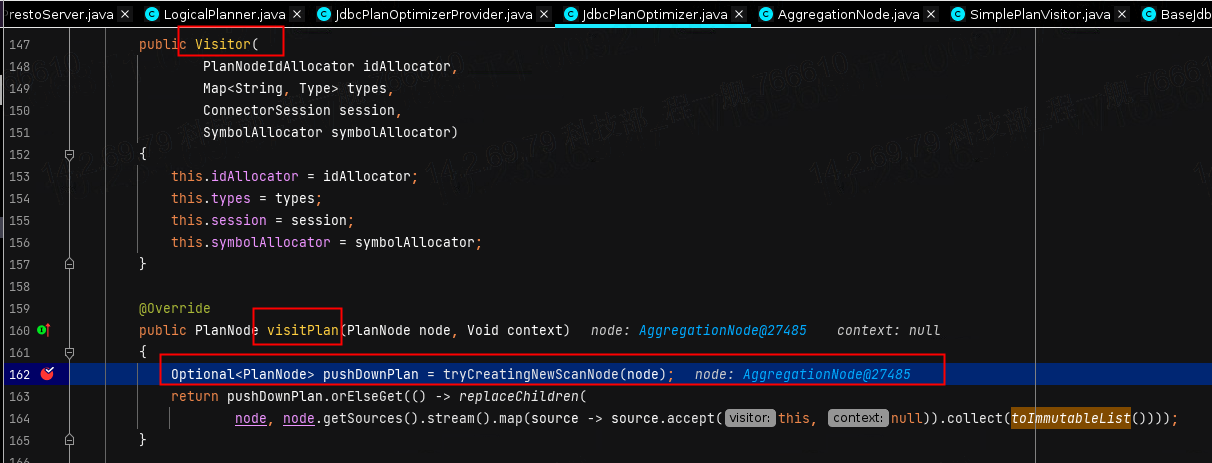 PrestoServer.java × LogicalPlanner.java × JdbcPlanOptimizerProvider.java × JdbcPlanOptimizer.java × AggregationNode.java × SimplePlanVisitor.java × BaseJdb
147 public Visitor(
148 PlanNodeIdAllocator idAllocator,
149 Map<String, Type> types,
150 ConnectorSession session,
151 SymbolAllocator symbolAllocator)
152 {
153 this.idAllocator = idAllocator;
154 this.types = types;
155 this.session = session;
156 this.symbolAllocator = symbolAllocator;
157 }
158
159 @Override
160 public PlanNode visitPlan(PlanNode node, Void context) node: AggregationNode@27485 context: null
161 {
162 Optional<PlanNode> pushDownPlan = tryCreatingNewScanNode(node); node: AggregationNode@27485
163 return pushDownPlan.orElseGet(() -> replaceChildren(
164 node, node.getSources().stream().map(source -> source.accept( visitor: this, context: null)).collect(toImmutableList())));
165 }
166